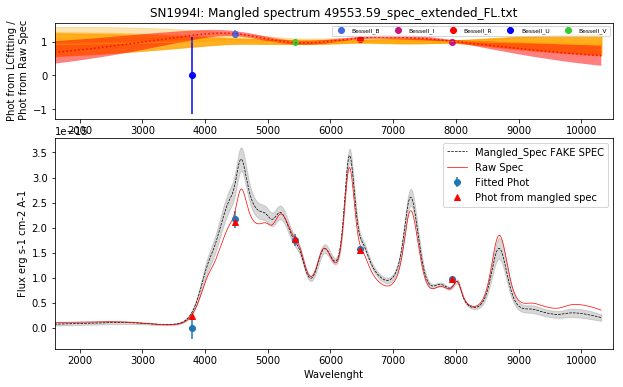 SN1994I: Mangled spectrum 49553.59_spec_extended_FL.txt
Phot from LCfitting /
Phot from Raw Spec
1
0
−1
Bessell_B
Bessell_I
Bessell_R
Bessell_U
Bessell_V
2000 3000 4000 5000 6000 7000 8000 9000 10000
1e−15
Flux erg s-1 cm-2 A-1
3.5
3.0
2.5
2.0
1.5
1.0
0.5
0.0
Mangled_Spec FAKE SPEC
Raw Spec
Fitted Phot
Phot from mangled spec
2000 3000 4000 5000 6000 7000 8000 9000 10000
Wavelenght